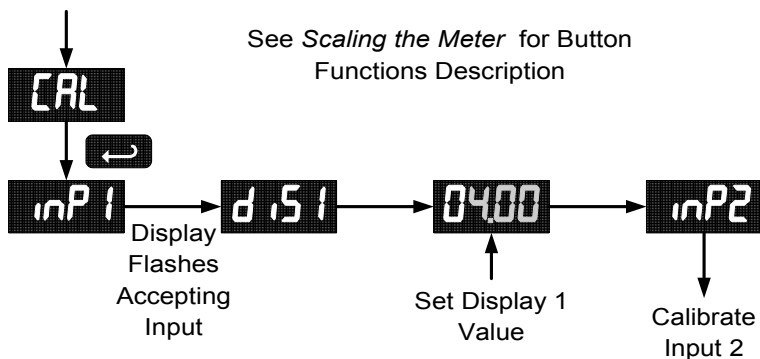 See Scaling the Meter for Button
Functions Description
CAL
inP1
diS1
04.00
inP2
Display
Flashes
Accepting
Input
Set Display 1
Value
Calibrate
Input 2